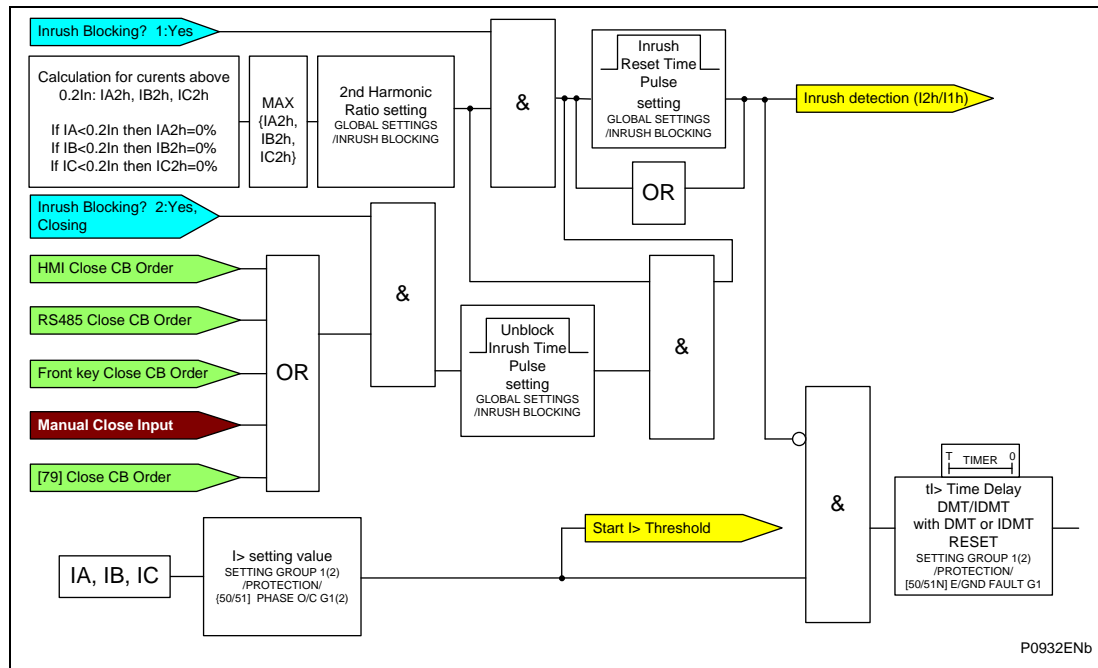 Inrush Blocking?  1:Yes
Calculation for curents above
0.2In: IA2h, IB2h, IC2h
If IA<0.2In then IA2h=0%
If IB<0.2In then IB2h=0%
If IC<0.2In then IC2h=0%
MAX
{IA2h,
IB2h,
IC2h}
2nd Harmonic
Ratio setting
GLOBAL SETTINGS
/INRUSH BLOCKING
&
Inrush
Reset Time
Pulse
setting
GLOBAL SETTINGS
/INRUSH BLOCKING
Inrush detection (I2h/I1h)
OR
Inrush Blocking?  2:Yes,
Closing
HMI Close CB Order
RS485 Close CB Order
Front key Close CB Order
Manual Close Input
[79] Close CB Order
OR
&
Unblock
Inrush Time
Pulse
setting
GLOBAL SETTINGS
/INRUSH BLOCKING
&
IA, IB, IC
I> setting value
SETTING GROUP 1(2)
/PROTECTION/
{50/51]  PHASE O/C G1(2)
Start I> Threshold
&
T TIMER 0
tI> Time Delay
DMT/IDMT
with DMT or IDMT
RESET
SETTING GROUP 1(2)
/PROTECTION/
[50/51N] E/GND FAULT G1
P0932ENb